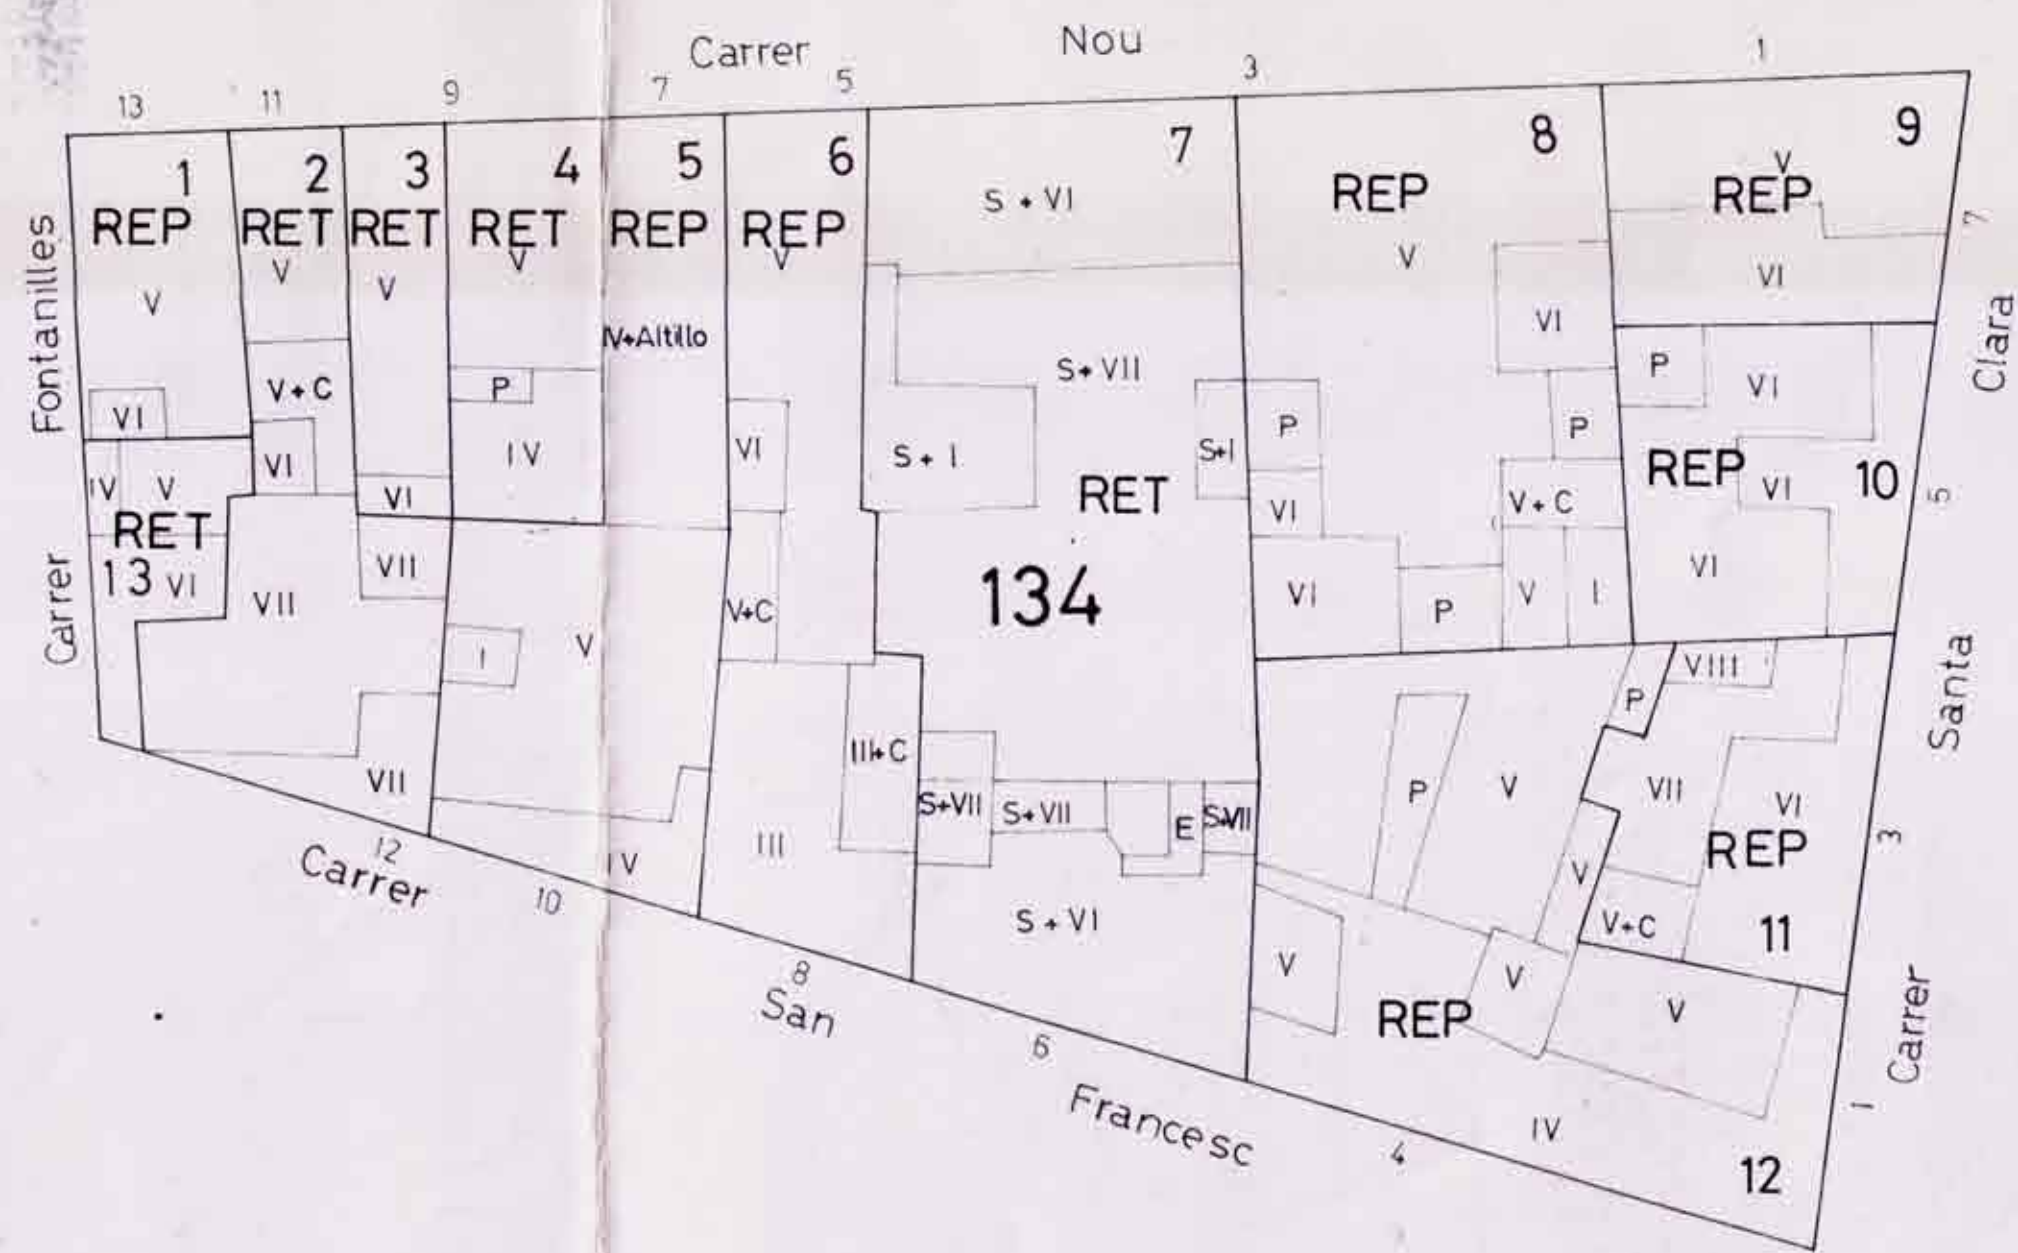 Carrer Nou
13 11 9 7 5 3 1
1 2 3 4 5 6 7 8 9
REP RET RET RET REP REP REP REP
S + VI
V V V V V V V
V
VI
V+Altillo
VI
S+VII
P V+C P P VI
VI VI IV VI S+I S+I P P
IV V VI RET REP VI 10
VI V+C
RET
13 VI VII VII V+C 134 VI P V I VI
I V
VIII
P
III+C
VII VII
S+VII S+VII E S+VII P V VI
III REP
IV V
V+C 11
S+VI
V V V
REP
IV
12
Fontanilles
Carrer
Clara
Santa
Carrer
7
5
3
1
12
10
8
6
4
Carrer
San
Francesc